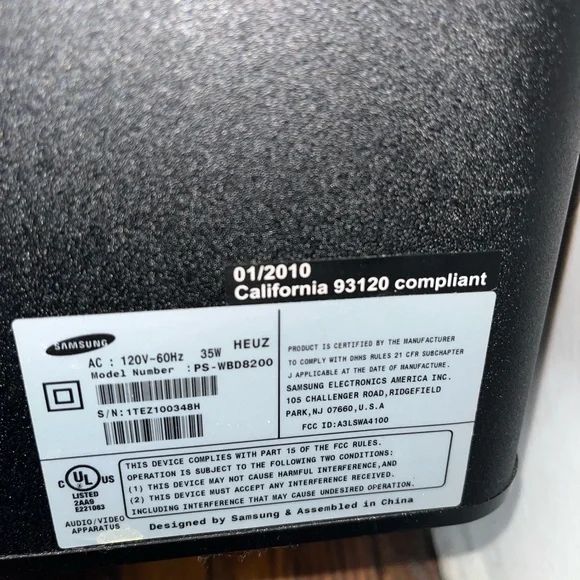 01/2010
California 93120 compliant
SAMSUNG
AC : 120V~60Hz 35W HEUZ
Model Number :PS-WBD8200
S/N:1TEZ100348H
PRODUCT IS CERTIFIED BY THE MANUFACTURER
TO COMPLY WITH DHHS RULES 21 CFR SUBCHAPTER
J APPLICABLE AT THE DATE OF MANUFACTURE.
SAMSUNG ELECTRONICS AMERICA INC.
105 CHALLENGER ROAD,RIDGEFIELD
PARK,NJ 07660,U.S.A
FCC ID:A3LSWA4100
C UL US
LISTED
2AA9
E221083
AUDIO/VIDEO
APPARATUS
THIS DEVICE COMPLIES WITH PART 15 OF THE FCC RULES.
OPERATION IS SUBJECT TO THE FOLLOWING TWO CONDITIONS:
(1) THIS DEVICE MAY NOT CAUSE HARMFUL INTERFERENCE,AND
(2) THIS DEVICE MUST ACCEPT ANY INTERFERENCE RECEIVED.
INCLUDING INTERFERENCE THAT MAY CAUSE UNDESIRED OPERATION.
Designed by Samsung & Assembled in China